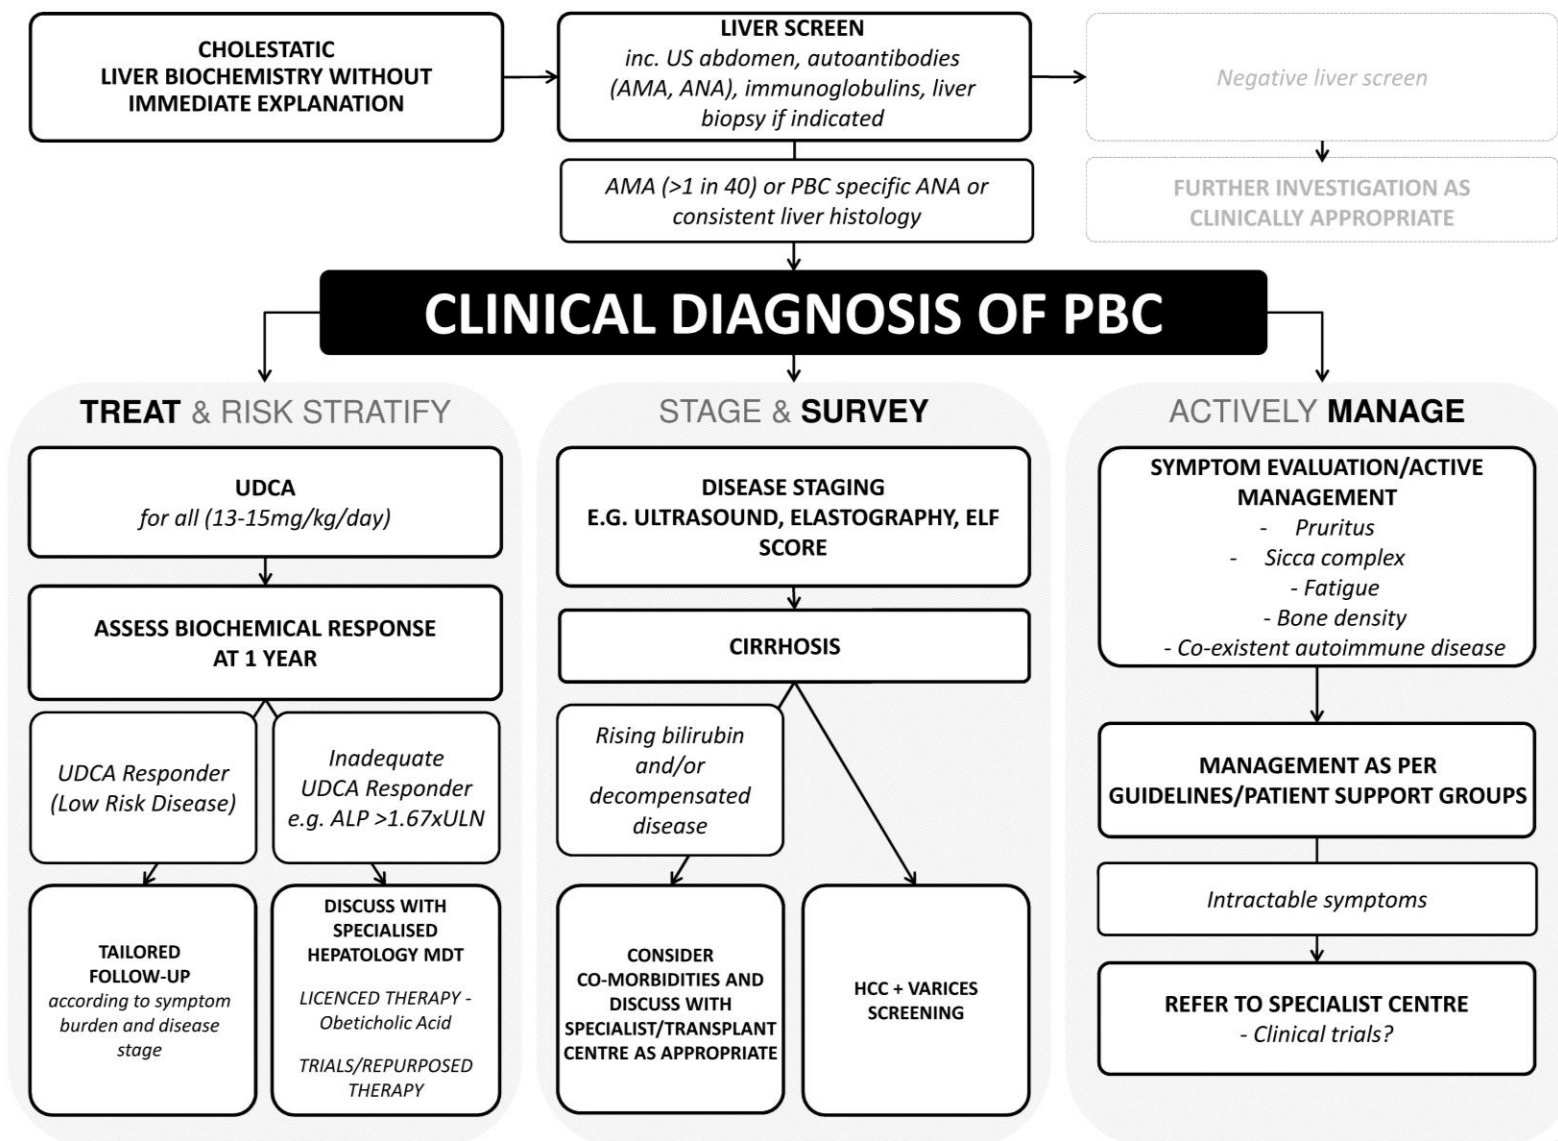 CHOLESTATIC
LIVER BIOCHEMISTRY WITHOUT
IMMEDIATE EXPLANATION
LIVER SCREEN
inc. US abdomen, autoantibodies
(AMA, ANA), immunoglobulins, liver
biopsy if indicated
Negative liver screen
AMA (>1 in 40) or PBC specific ANA or
consistent liver histology
FURTHER INVESTIGATION AS
CLINICALLY APPROPRIATE
CLINICAL DIAGNOSIS OF PBC
TREAT & RISK STRATIFY
UDCA
for all (13-15mg/kg/day)
ASSESS BIOCHEMICAL RESPONSE
AT 1 YEAR
UDCA Responder
(Low Risk Disease)
Inadequate
UDCA Responder
e.g. ALP >1.67xULN
TAILORED
FOLLOW-UP
according to symptom
burden and disease
stage
DISCUSS WITH
SPECIALISED
HEPATOLOGY MDT
LICENCED THERAPY -
Obeticholic Acid
TRIALS/REPURPOSED
THERAPY
STAGE & SURVEY
DISEASE STAGING
E.G. ULTRASOUND, ELASTOGRAPHY, ELF
SCORE
CIRRHOSIS
Rising bilirubin
and/or
decompensated
disease
CONSIDER
CO-MORBIDITIES AND
DISCUSS WITH
SPECIALIST/TRANSPLANT
CENTRE AS APPROPRIATE
HCC + VARICES
SCREENING
ACTIVELY MANAGE
SYMPTOM EVALUATION/ACTIVE
MANAGEMENT
- Pruritus
- Sicca complex
- Fatigue
- Bone density
- Co-existent autoimmune disease
MANAGEMENT AS PER
GUIDELINES/PATIENT SUPPORT GROUPS
Intractable symptoms
REFER TO SPECIALIST CENTRE
- Clinical trials?